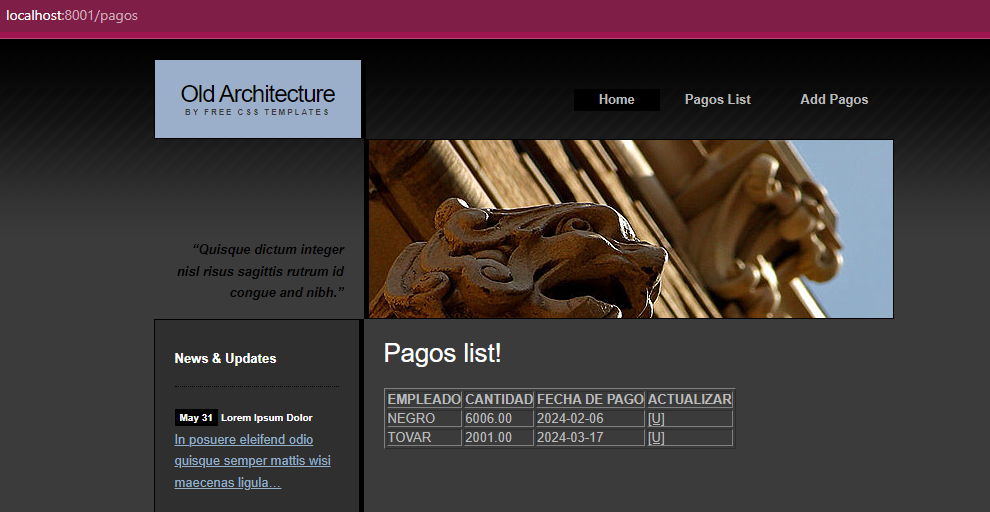 localhost:8001/pagos
Old Architecture
BY FREE CSS TEMPLATES
Home Pagos List Add Pagos
“Quisque dictum integer
nisl risus sagittis rutrum id
congue and nibh.”
News & Updates
May 31 Lorem Ipsum Dolor
In posuere eleifend odio
quisque semper mattis wisi
maecenas ligula…
Pagos list!
EMPLEADO CANTIDAD FECHA DE PAGO ACTUALIZAR
NEGRO 6006.00 2024-02-06 [U]
TOVAR 2001.00 2024-03-17 [U]